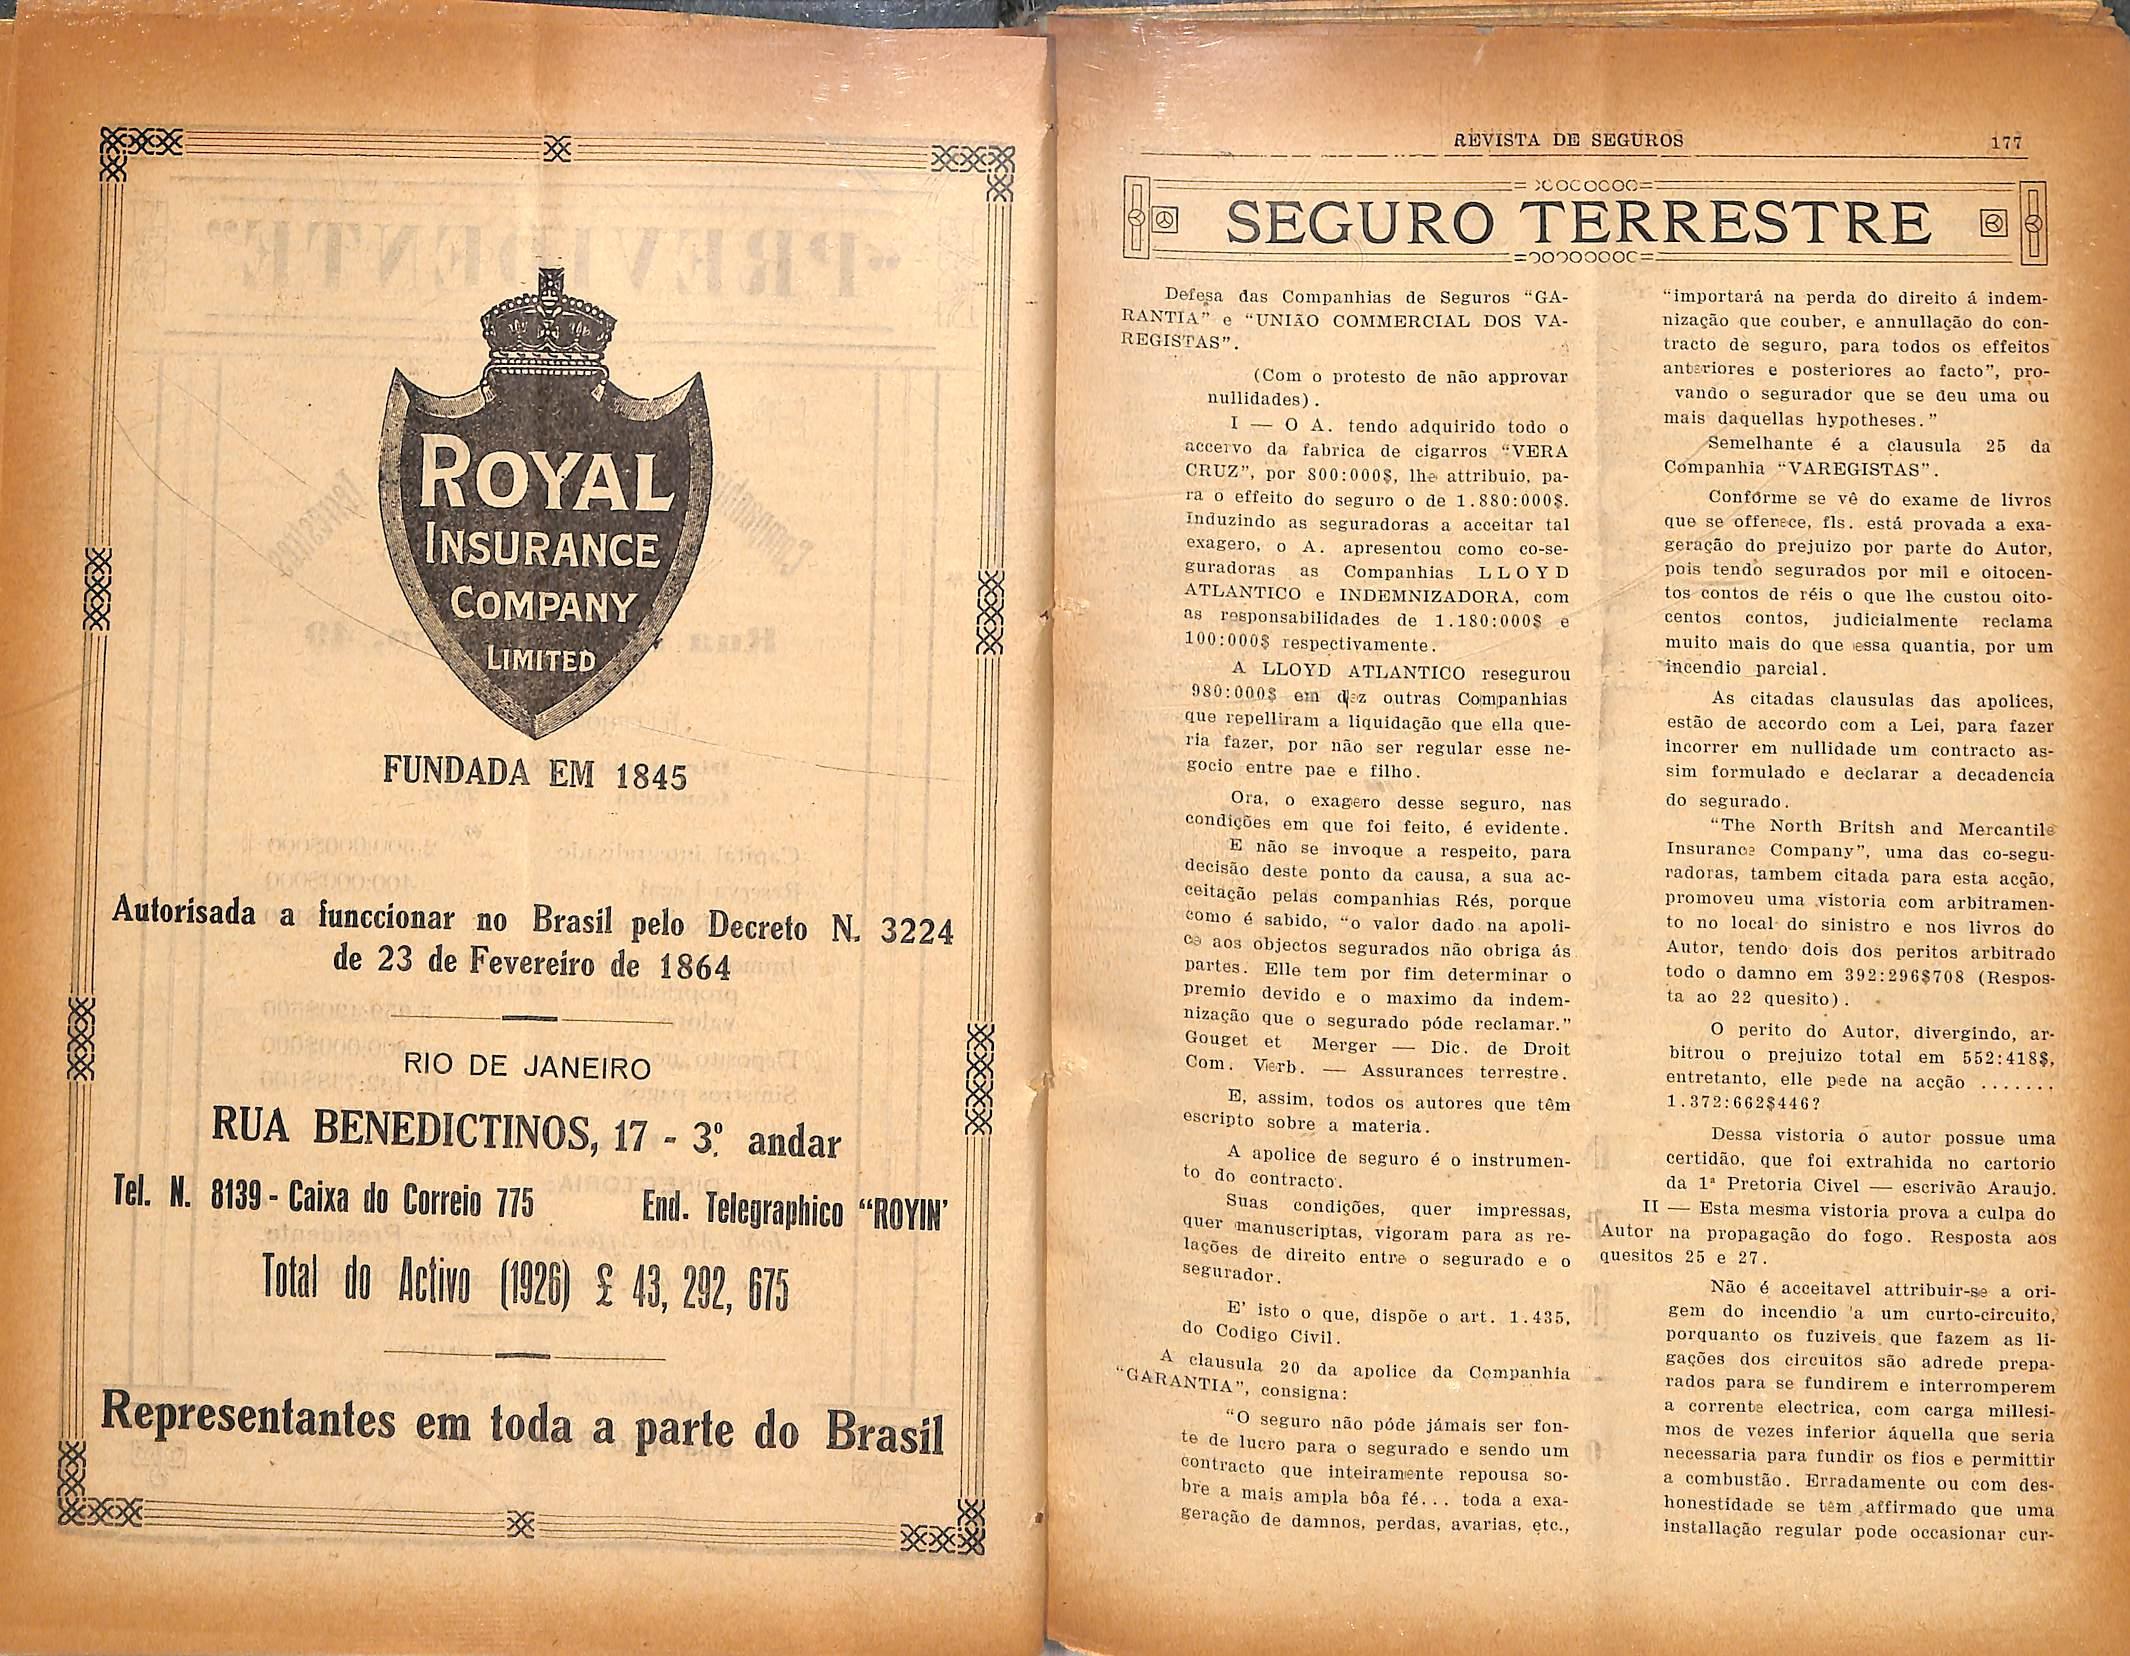 ROYAL
INSURANCE
COMPANY
LIMITED
FUNDADA EM 1845
Autorisada a funccionar no Brasil pelo Decreto N. 3224
de 23 de Fevereiro de 1864
RIO DE JANEIRO
RUA BENEDICTINOS, 17 - 3º. andar
Tel. N. 8139 - Caixa do Correio 775 End. Telegraphico “ROYIN’
Total do Activo (1926) £ 43, 292, 675
Representantes em toda a parte do Brasil
REVISTA DE SEGUROS 177
SEGURO TERRESTRE
Defesa das Companhias de Seguros “GA-
RANTIA” e “UNIÃO COMMERCIAL DOS VA-
REGISTAS”.
(Com o protesto de não approvar
nullidades).
I — O A. tendo adquirido todo o
accervo da fabrica de cigarros “VERA
CRUZ”, por 800:000$, lhe attribuio, pa-
ra o effeito do seguro o de 1.880:000$.
Induzindo as seguradoras a acceitar tal
exagero, o A. apresentou como co-se-
guradoras as Companhias LLOYD
ATLANTICO e INDEMNIZADORA, com
as responsabilidades de 1.180:000$ e
100:000$ respectivamente.
A LLOYD ATLANTICO resegurou
980:000$ em dez outras Companhias
que repelliram a liquidação que ella que-
ria fazer, por não ser regular esse ne-
gocio entre pae e filho.
Ora, o exagero desse seguro, nas
condições em que foi feito, é evidente.
E não se invoque a respeito, para
decisão deste ponto da causa, a sua ac-
ceitação pelas companhias Rés, porque
como é sabido, “o valor dado na apoli-
ce aos objectos segurados não obriga ás
partes. Elle tem por fim determinar o
premio devido e o maximo da indem-
nização que o segurado póde reclamar.”
Gouget et Merger — Dic. de Droit
Com. Vierb. — Assurances terrestre.
E, assim, todos os autores que têm
escripto sobre a materia.
A apolice de seguro é o instrumen-
to do contracto.
Suas condições, quer impressas,
quer manuscriptas, vigoram para as re-
lações de direito entre o segurado e o
segurador.
E’ isto o que, dispõe o art. 1.435,
do Codigo Civil.
A clausula 20 da apolice da Companhia
“GARANTIA”, consigna:
“O seguro não póde jámais ser fon-
te de lucro para o segurado e sendo um
contracto que inteiramente repousa so-
bre a mais ampla bôa fé... toda a exa-
geração de damnos, perdas, avarias, etc.,
“importará na perda do direito á indem-
nização que couber, e annullação do con-
tracto de seguro, para todos os effeitos
anteriores e posteriores ao facto”, pro-
vando o segurador que se deu uma ou
mais daquellas hypotheses.”
Semelhante é a clausula 25 da
Companhia “VAREGISTAS”.
Confórme se vê do exame de livros
que se offerece, fls. está provada a exa-
geração do prejuizo por parte do Autor,
pois tendo segurados por mil e oitocen-
tos contos de réis o que lhe custou oito-
centos contos, judicialmente reclama
muito mais do que essa quantia, por um
incendio parcial.
As citadas clausulas das apolices,
estão de accordo com a Lei, para fazer
incorrer em nullidade um contracto as-
sim formulado e declarar a decadencia
do segurado.
“The North Britsh and Mercantile
Insurance Company”, uma das co-segu-
radoras, tambem citada para esta acção,
promoveu uma vistoria com arbitramen-
to no local do sinistro e nos livros do
Autor, tendo dois dos peritos arbitrado
todo o damno em 392:296$708 (Respos-
ta ao 22 quesito).
O perito do Autor, divergindo, ar-
bitrou o prejuizo total em 552:418$,
entretanto, elle pede na acção .......
1.372:662$446?
Dessa vistoria o autor possue uma
certidão, que foi extrahida no cartorio
da 1ª Pretoria Civel — escrivão Araujo.
II — Esta mesma vistoria prova a culpa do
Autor na propagação do fogo. Resposta aos
quesitos 25 e 27.
Não é acceitavel attribuir-se a ori-
gem do incendio a um curto-circuito,
porquanto os fuziveis que fazem as li-
gações dos circuitos são adrede prepa-
rados para se fundirem e interromperem
a corrente electrica, com carga millesi-
mos de vezes inferior áquella que seria
necessaria para fundir os fios e permittir
a combustão. Erradamente ou com des-
honestidade se têm affirmado que uma
installação regular pode occasionar cur-